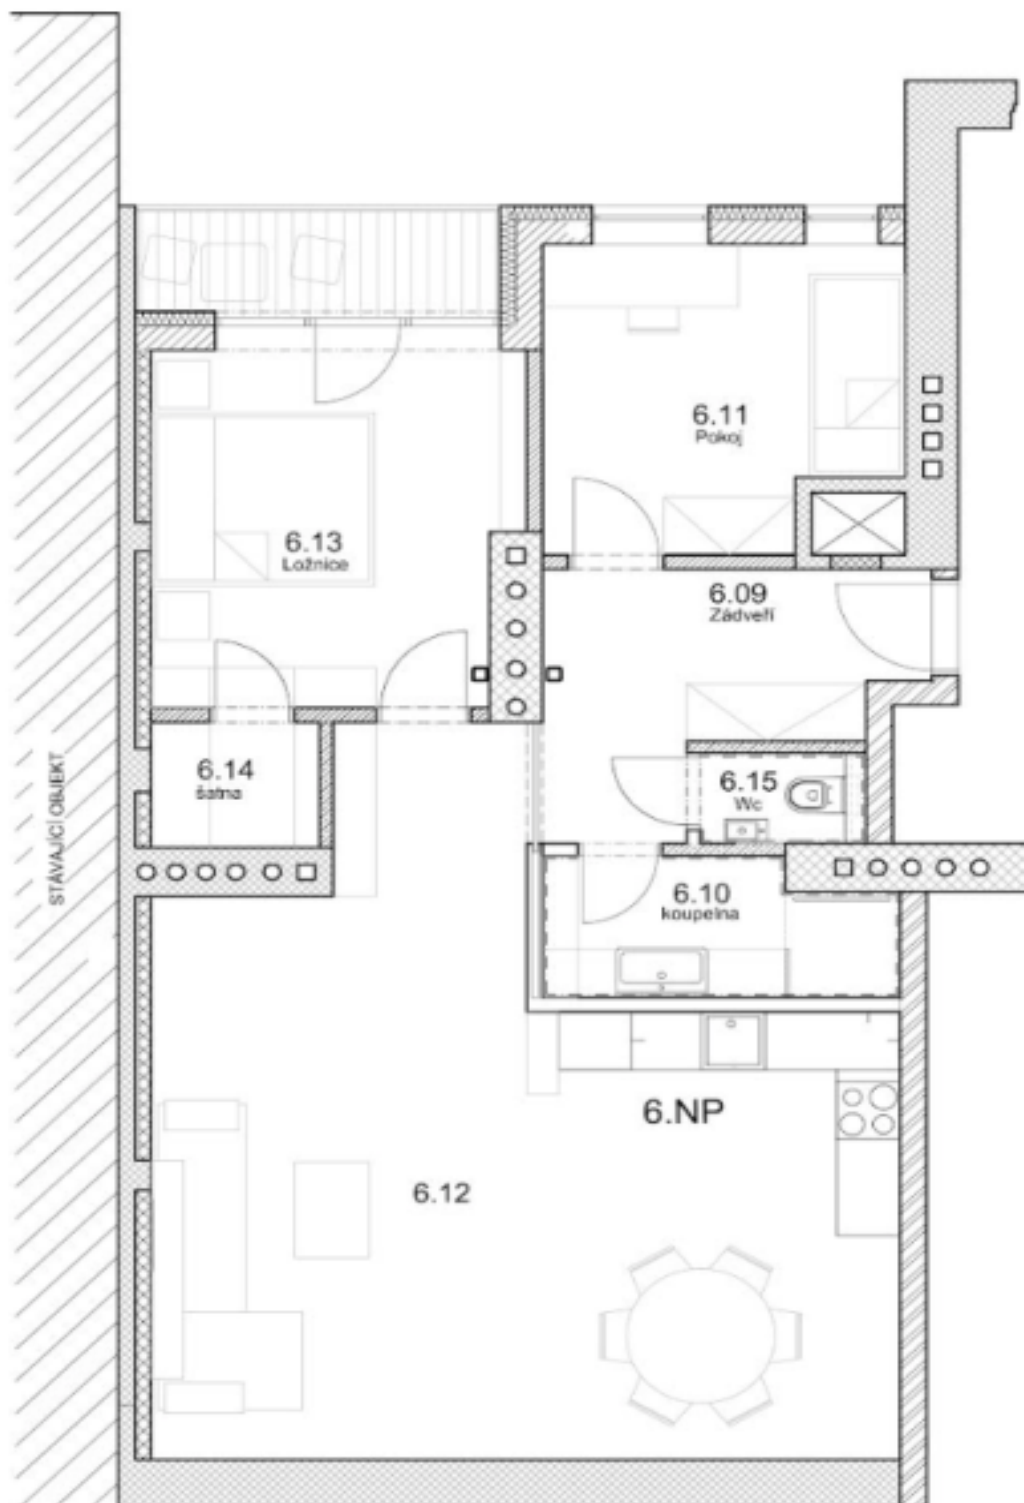 6.11
Pokoj
6.13
Ložnice
6.09
Zádveří
6.14
šatna
6.15
Wc
STÁVAJÍCÍ OBJEKT
6.10
koupelna
6.NP
6.12